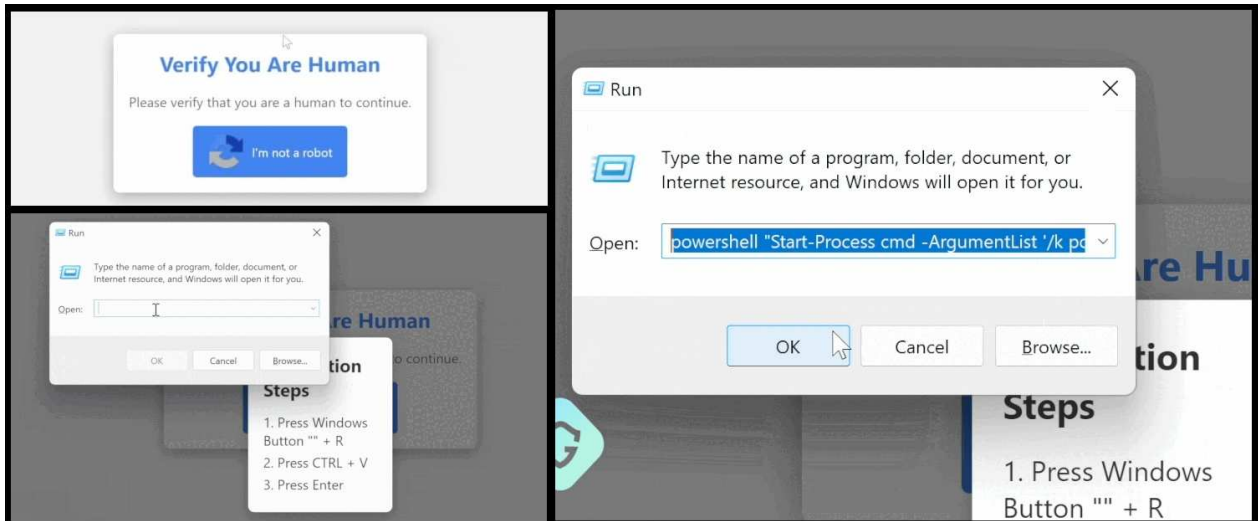 Verify You Are Human
Please verify that you are a human to continue.
I'm not a robot
Run
Type the name of a program, folder, document, or
Internet resource, and Windows will open it for you.
Open:
OK Cancel Browse...
re Human
o continue.
tion
Steps
1. Press Windows
Button "" + R
2. Press CTRL + V
3. Press Enter
Run
Type the name of a program, folder, document, or
Internet resource, and Windows will open it for you.
Open: powershell "Start-Process cmd -ArgumentList '/k po
OK Cancel Browse...
re Hu
tion
Steps
1. Press Windows
Button "" + R